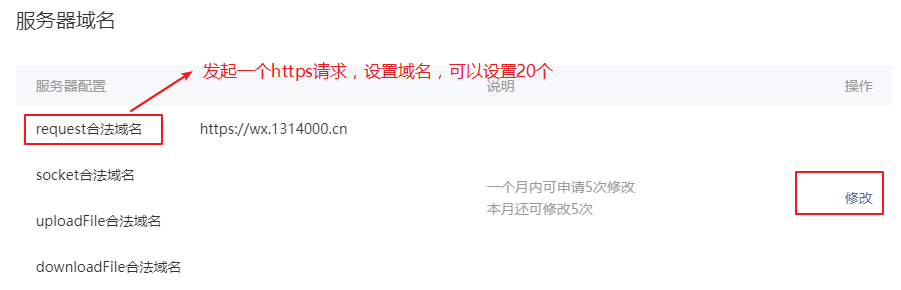 服务器域名
发起一个https请求，设置域名，可以设置20个
服务器配置 说明 操作
request合法域名 https://wx.1314000.cn
socket合法域名
一个月内可申请5次修改
修改
本月还可修改5次
uploadFile合法域名
downloadFile合法域名